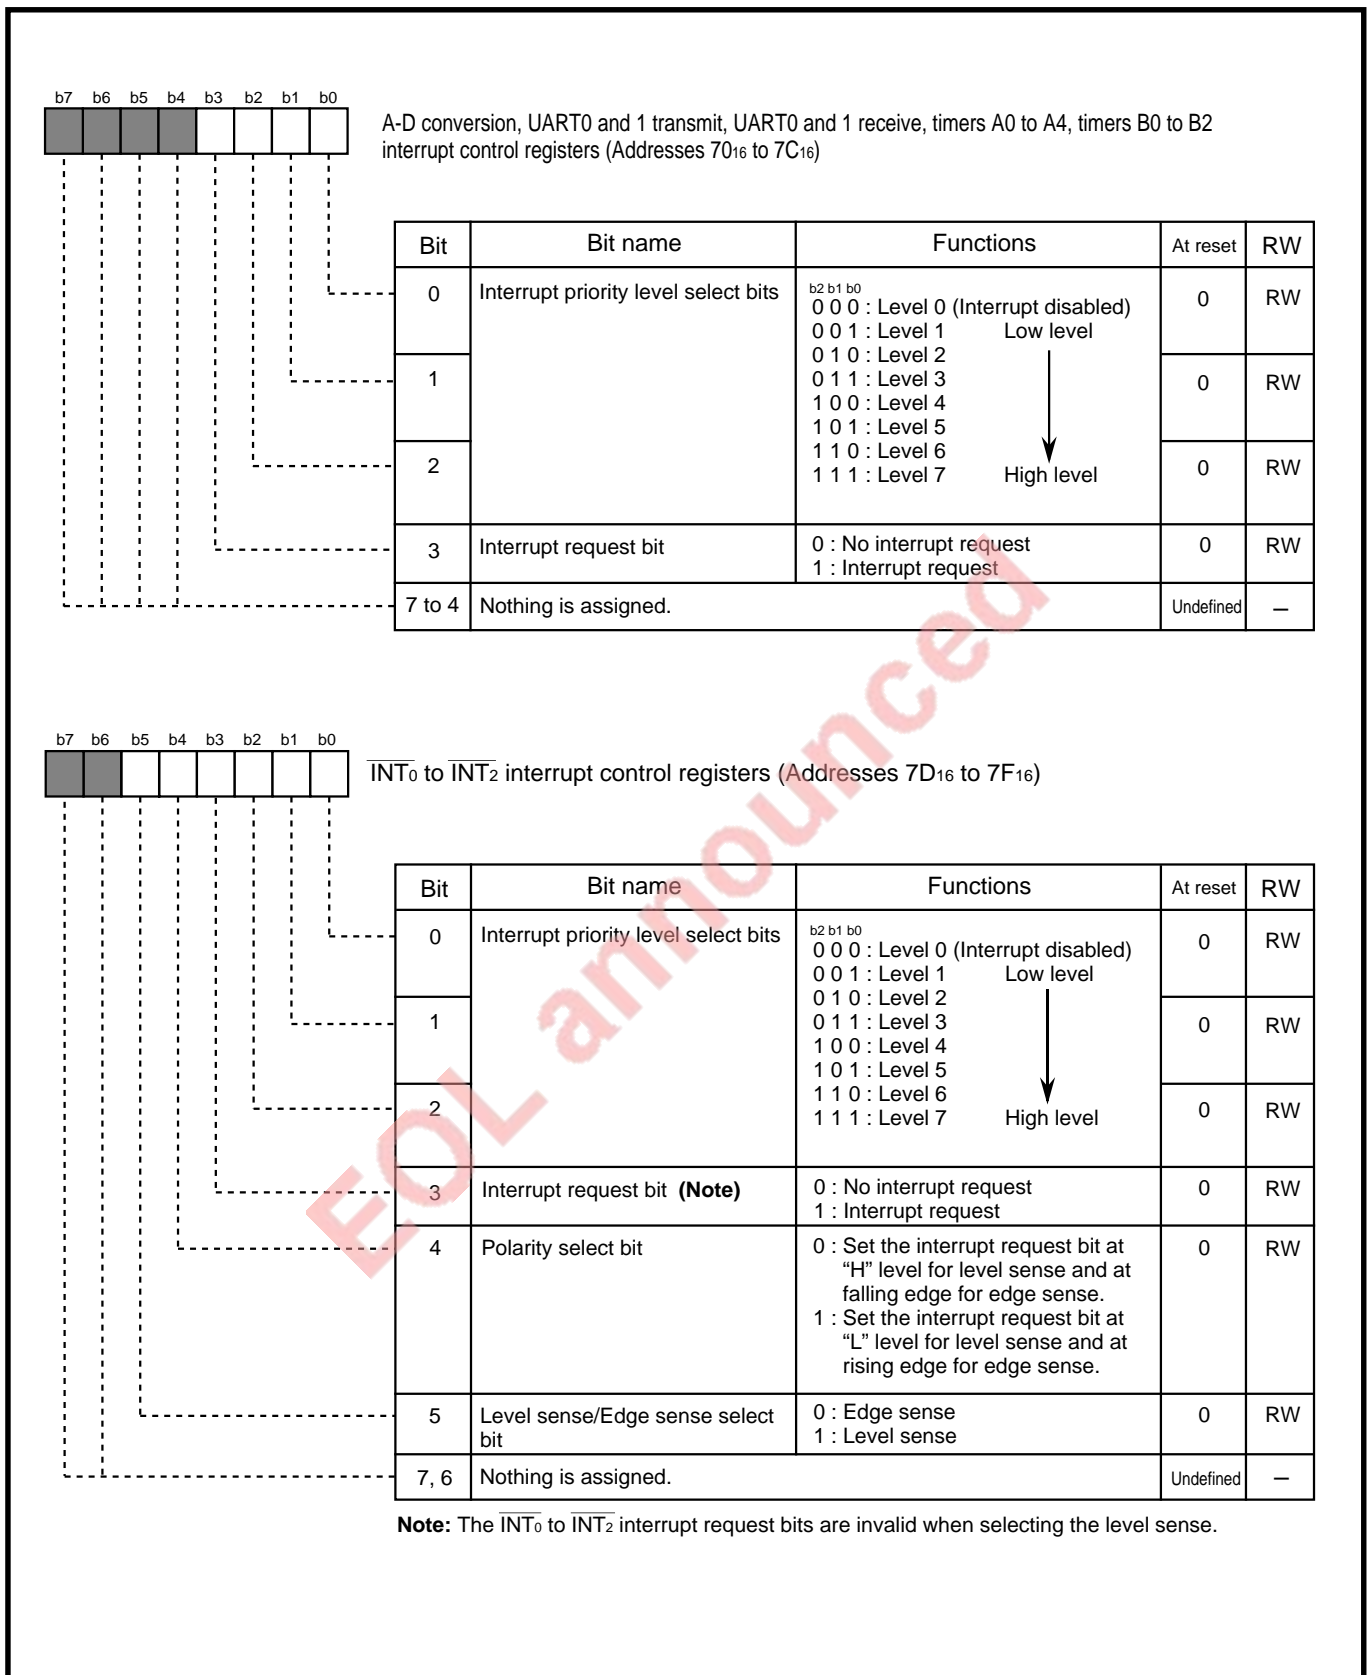 b7 b6 b5 b4 b3 b2 b1 b0
A-D conversion, UART0 and 1 transmit, UART0 and 1 receive, timers A0 to A4, timers B0 to B2
interrupt control registers (Addresses 7016 to 7C16)
Bit Bit name Functions At reset RW
0 Interrupt priority level select bits b2 b1 b0 0 RW
0 0 0 : Level 0 (Interrupt disabled)
0 0 1 : Level 1 Low level
0 1 0 : Level 2
1 0 1 1 : Level 3 0 RW
1 0 0 : Level 4
1 0 1 : Level 5
1 1 0 : Level 6
2 1 1 1 : Level 7 High level 0 RW
3 Interrupt request bit 0 : No interrupt request 0 RW
1 : Interrupt request
7 to 4 Nothing is assigned. Undefined –
b7 b6 b5 b4 b3 b2 b1 b0
INT0 to INT2 interrupt control registers (Addresses 7D16 to 7F16)
Bit Bit name Functions At reset RW
0 Interrupt priority level select bits b2 b1 b0 0 RW
0 0 0 : Level 0 (Interrupt disabled)
0 0 1 : Level 1 Low level
0 1 0 : Level 2
1 0 1 1 : Level 3 0 RW
1 0 0 : Level 4
1 0 1 : Level 5
1 1 0 : Level 6
2 1 1 1 : Level 7 High level 0 RW
3 Interrupt request bit (Note) 0 : No interrupt request 0 RW
1 : Interrupt request
4 Polarity select bit 0 : Set the interrupt request bit at 0 RW
“H” level for level sense and at
falling edge for edge sense.
1 : Set the interrupt request bit at
“L” level for level sense and at
rising edge for edge sense.
5 Level sense/Edge sense select 0 : Edge sense 0 RW
bit 1 : Level sense
7, 6 Nothing is assigned. Undefined –
Note: The INT0 to INT2 interrupt request bits are invalid when selecting the level sense.
EOL announced